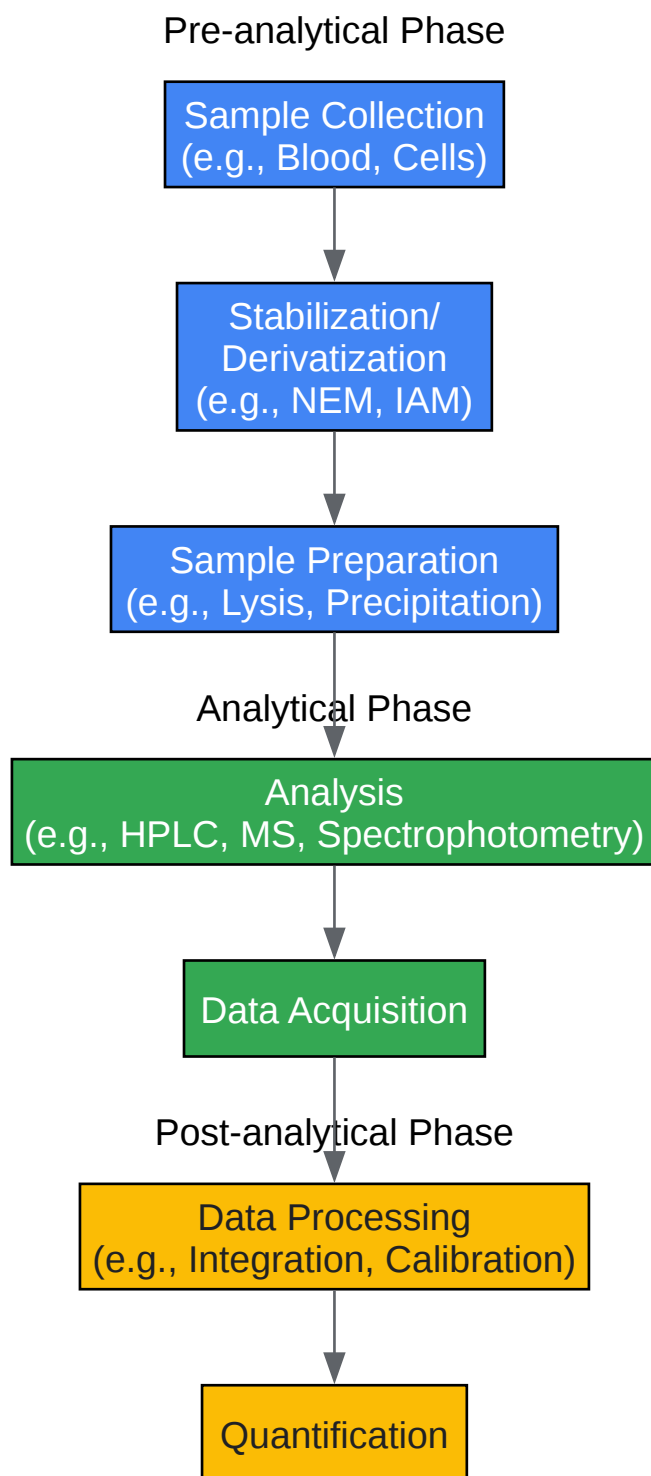 Pre-analytical Phase
Sample Collection
(e.g., Blood, Cells)
Stabilization/
Derivatization
(e.g., NEM, IAM)
Sample Preparation
(e.g., Lysis, Precipitation)
Analytical Phase
Analysis
(e.g., HPLC, MS, Spectrophotometry)
Data Acquisition
Post-analytical Phase
Data Processing
(e.g., Integration, Calibration)
Quantification